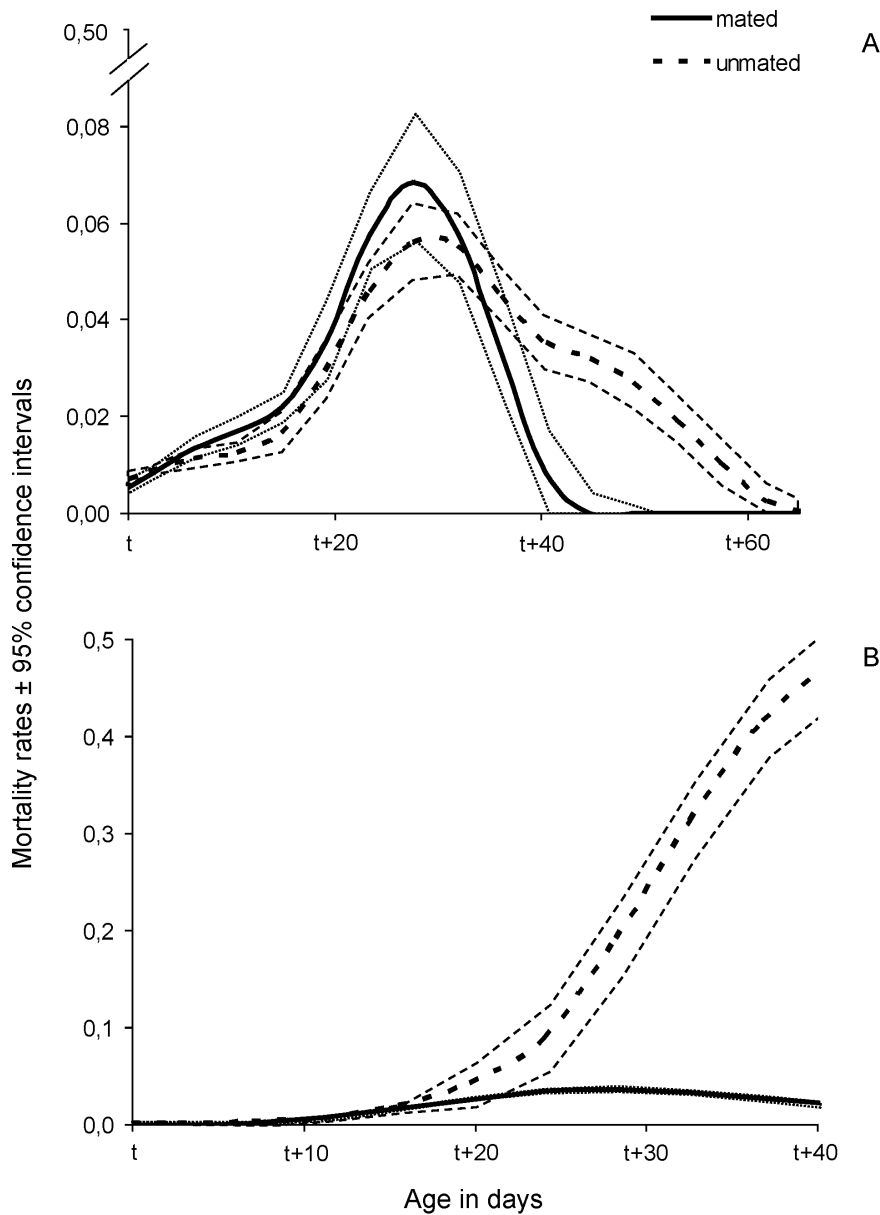 mated
unmated
A
0,50
0,08
0,06
0,04
0,02
0,00
t t+20 t+40 t+60
Mortality rates ± 95% confidence intervals
B
0,5
0,4
0,3
0,2
0,1
0,0
t t+10 t+20 t+30 t+40
Age in days